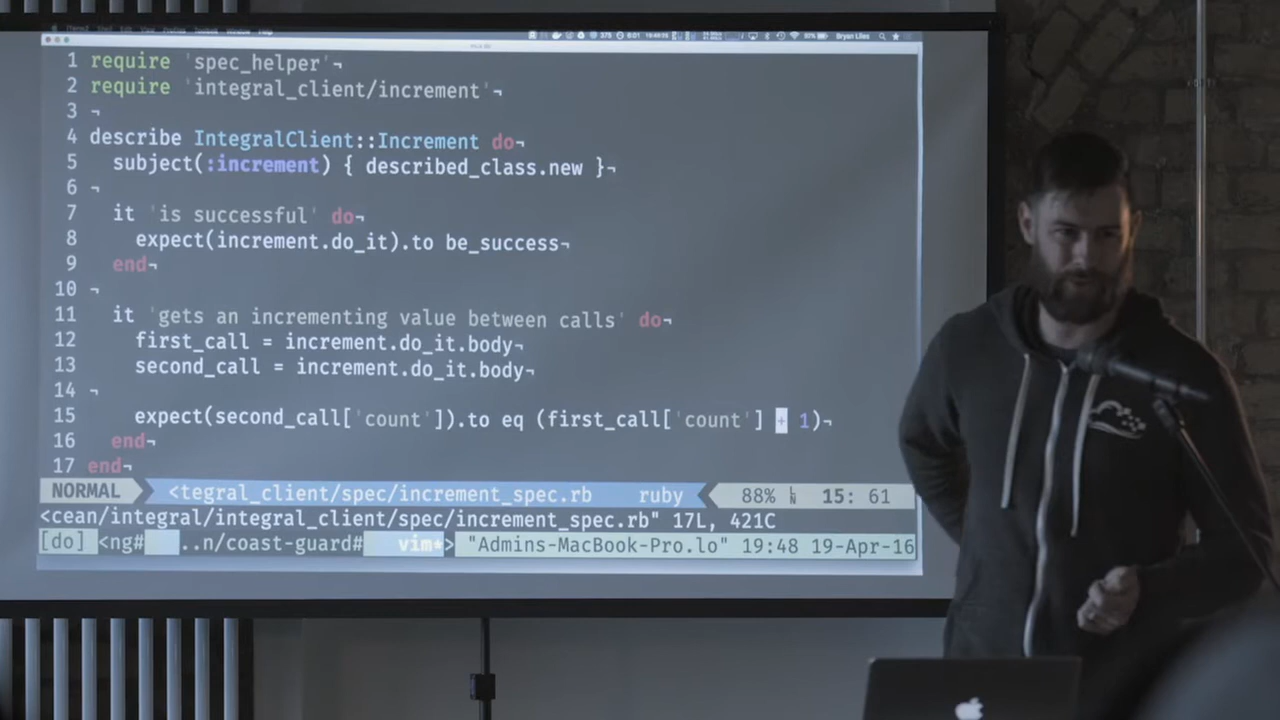 Bryan Liles
1 require 'spec_helper'¬
2 require 'integral_client/increment'¬
3 ¬
4 describe IntegralClient::Increment do¬
5 subject(:increment) { described_class.new }¬
6 ¬
7 it 'is successful' do¬
8 expect(increment.do_it).to be_success¬
9 end¬
10 ¬
11 it 'gets an incrementing value between calls' do¬
12 first_call = increment.do_it.body¬
13 second_call = increment.do_it.body¬
14 ¬
15 expect(second_call['count']).to eq (first_call['count'] + 1)¬
16 end¬
17 end¬
NORMAL <tegral_client/spec/increment_spec.rb ruby 88% 15: 61
<cean/integral/integral_client/spec/increment_spec.rb" 17L, 421C
[do] <ng# ..n/coast-guard# vim*> "Admins-MacBook-Pro.lo" 19:48 19-Apr-16